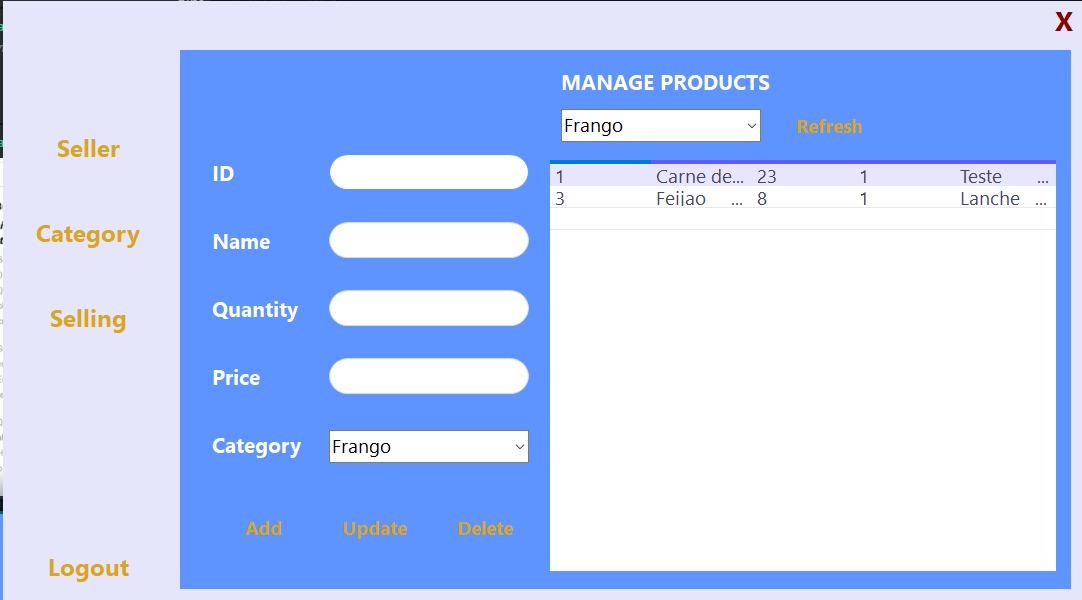 X
MANAGE PRODUCTS
Frango
Refresh
Seller
Category
Selling
Logout
ID
Name
Quantity
Price
Category Frango
Add Update Delete
1 Carne de... 23 1 Teste ...
3 Feijao ... 8 1 Lanche ...